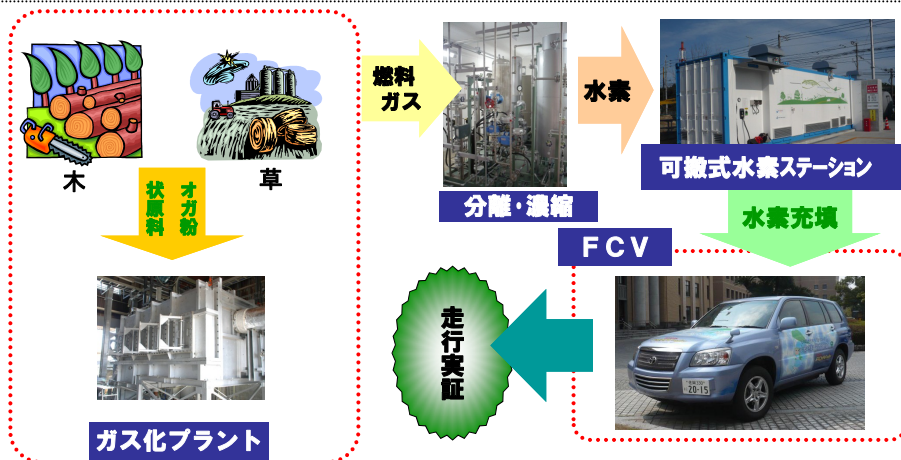 木
草
オガ粉
状原料
ガス化プラント
燃料
ガス
分離・濃縮
水素
可搬式水素ステーション
水素充填
ＦＣＶ
20-15
走行実証